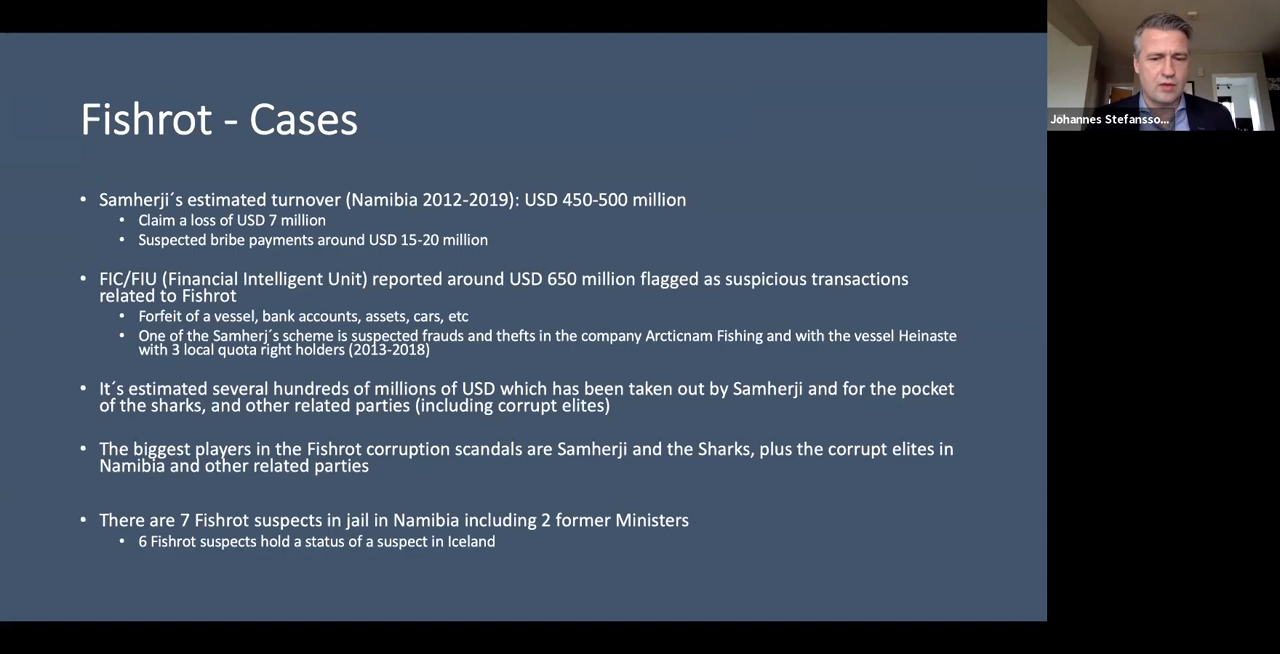 Fishrot - Cases
• Samherji´s estimated turnover (Namibia 2012-2019): USD 450-500 million
• Claim a loss of USD 7 million
• Suspected bribe payments around USD 15-20 million
• FIC/FIU (Financial Intelligent Unit) reported around USD 650 million flagged as suspicious transactions
related to Fishrot
• Forfeit of a vessel, bank accounts, assets, cars, etc
• One of the Samherj´s scheme is suspected frauds and thefts in the company Arcticnam Fishing and with the vessel Heinaste
with 3 local quota right holders (2013-2018)
• It´s estimated several hundreds of millions of USD which has been taken out by Samherji and for the pocket
of the sharks, and other related parties (including corrupt elites)
• The biggest players in the Fishrot corruption scandals are Samherji and the Sharks, plus the corrupt elites in
Namibia and other related parties
• There are 7 Fishrot suspects in jail in Namibia including 2 former Ministers
• 6 Fishrot suspects hold a status of a suspect in Iceland
Jóhannes Stefansso...